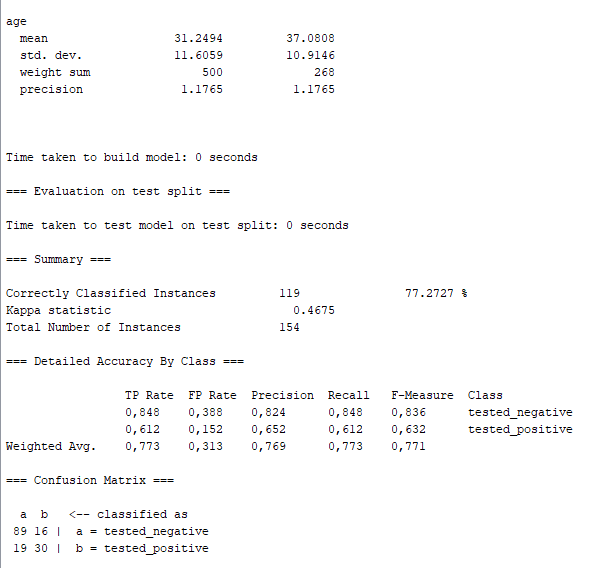 age
mean 31.2494 37.0808
std. dev. 11.6059 10.9146
weight sum 500 268
precision 1.1765 1.1765
Time taken to build model: 0 seconds
=== Evaluation on test split ===
Time taken to test model on test split: 0 seconds
=== Summary ===
Correctly Classified Instances 119 77.2727 %
Kappa statistic 0.4675
Total Number of Instances 154
=== Detailed Accuracy By Class ===
TP Rate FP Rate Precision Recall F-Measure Class
0,848 0,388 0,824 0,848 0,836 tested_negative
0,612 0,152 0,652 0,612 0,632 tested_positive
Weighted Avg. 0,773 0,313 0,769 0,773 0,771
=== Confusion Matrix ===
a b <-- classified as
89 16 | a = tested_negative
19 30 | b = tested_positive